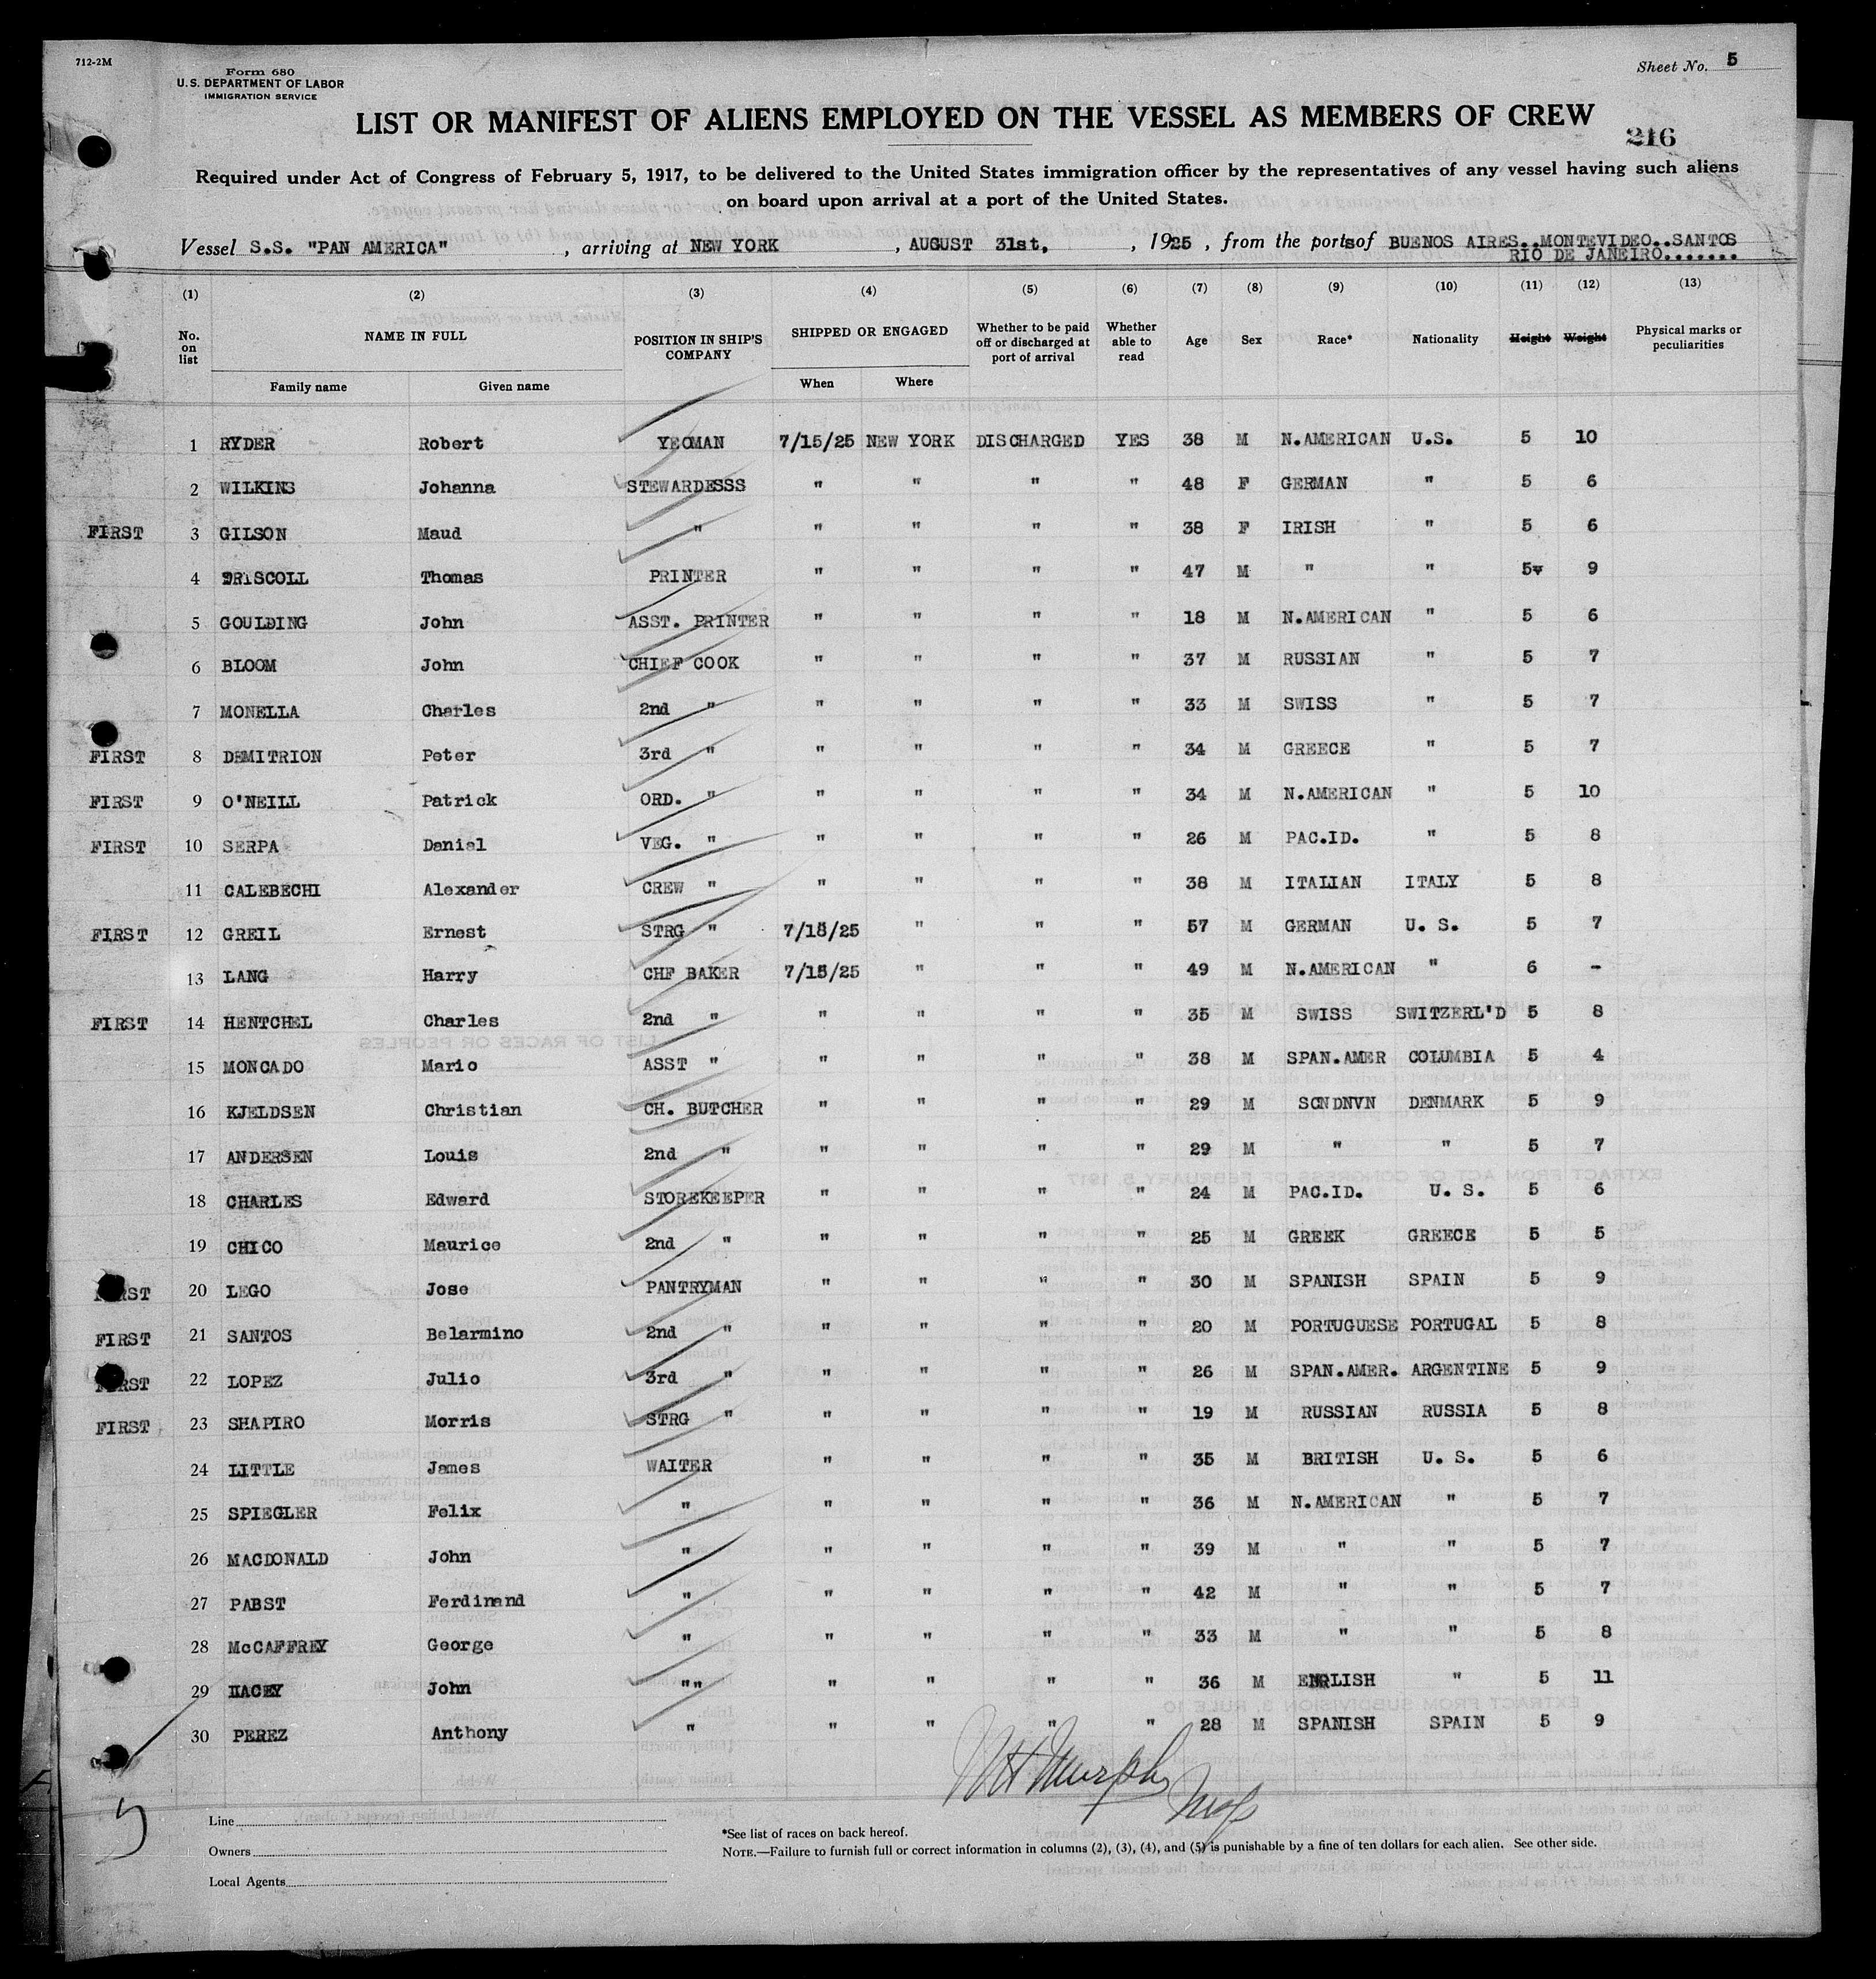 712-2M
Form 680
U.S. DEPARTMENT OF LABOR
IMMIGRATION SERVICE
Sheet No. 5
LIST OR MANIFEST OF ALIENS EMPLOYED ON THE VESSEL AS MEMBERS OF CREW
216
Required under Act of Congress of February 5, 1917, to be delivered to the United States immigration officer by the representatives of any vessel having such aliens
on board upon arrival at a port of the United States.
Vessel S.S. "PAN AMERICA" , arriving at NEW YORK , AUGUST 31st, , 1925 , from the ports of BUENOS AIRES..MONTEVIDEO..SANTOS
RIO DE JANEIRO.......
(1) (2) (3) (4) (5) (6) (7) (8) (9) (10) (11) (12) (13)
No. on list NAME IN FULL POSITION IN SHIP'S COMPANY SHIPPED OR ENGAGED Whether to be paid off or discharged at port of arrival Whether able to read Age Sex Race* Nationality Height Weight Physical marks or peculiarities
Family name Given name When Where
1 RYDER Robert YEOMAN 7/15/25 NEW YORK DISCHARGED YES 38 M N.AMERICAN U.S. 5 10
2 WILKINS Johanna STEWARDESSS " " " " 48 F GERMAN " 5 6
FIRST 3 GILSON Maud " " " " " 38 F IRISH " 5 6
4 DRISCOLL Thomas PRINTER " " " " 47 M " " 5 9
5 GOULDING John ASST. PRINTER " " " " 18 M N.AMERICAN " 5 6
6 BLOOM John CHIEF COOK " " " " 37 M RUSSIAN " 5 7
7 MONELLA Charles 2nd " " " " " 33 M SWISS " 5 7
FIRST 8 DEMITRION Peter 3rd " " " " " 34 M GREECE " 5 7
FIRST 9 O'NEILL Patrick ORD. " " " " " 34 M N.AMERICAN " 5 10
FIRST 10 SERPA Danial VEG. " " " " " 26 M PAC.ID. " 5 8
11 CALEBECHI Alexander CREW " " " " " 38 M ITALIAN ITALY 5 8
FIRST 12 GREIL Ernest STRG " 7/18/25 " " " 57 M GERMAN U. S. 5 7
13 LANG Harry CHF BAKER 7/15/25 " " " 49 M N.AMERICAN " 6 -
FIRST 14 HENTCHEL Charles 2nd " " " " " 35 M SWISS SWITZERL'D 5 8
15 MONCADO Mario ASST " " " " " 38 M SPAN.AMER COLUMBIA 5 4
16 KJELDSEN Christian CH. BUTCHER " " " " 29 M SCNDNVN DENMARK 5 9
17 ANDERSEN Louis 2nd " " " " " 29 M " " 5 7
18 CHARLES Edward STOREKEEPER " " " " 24 M PAC.ID. U. S. 5 6
19 CHICO Maurice 2nd " " " " " 25 M GREEK GREECE 5 5
FIRST 20 LEGO Jose PANTRYMAN " " " " 30 M SPANISH SPAIN 5 9
FIRST 21 SANTOS Belarmino 2nd " " " " " 20 M PORTUGUESE PORTUGAL 5 8
FIRST 22 LOPEZ Julio 3rd " " " " " 26 M SPAN.AMER. ARGENTINE 5 9
FIRST 23 SHAPIRO Morris STRG " " " " " 19 M RUSSIAN RUSSIA 5 8
24 LITTLE James WAITER " " " " 35 M BRITISH U. S. 5 6
25 SPIEGLER Felix " " " " " 36 M N.AMERICAN " 5 7
26 MACDONALD John " " " " " 39 M " " 5 7
27 PABST Ferdinand " " " " " 42 M " " 5 7
28 McCAFFREY George " " " " " 33 M " " 5 8
29 John "" " " " " 36 M " 5 11
30 PEREZ Anthony " " " " " 28 M SPANISH SPAIN 5 9
Line
Owners
Local Agents
*See list of races on back hereof.
NOTE.—Failure to furnish full or correct information in columns (2), (3), (4), and (5) is punishable by a fine of ten dollars for each alien. See other side.